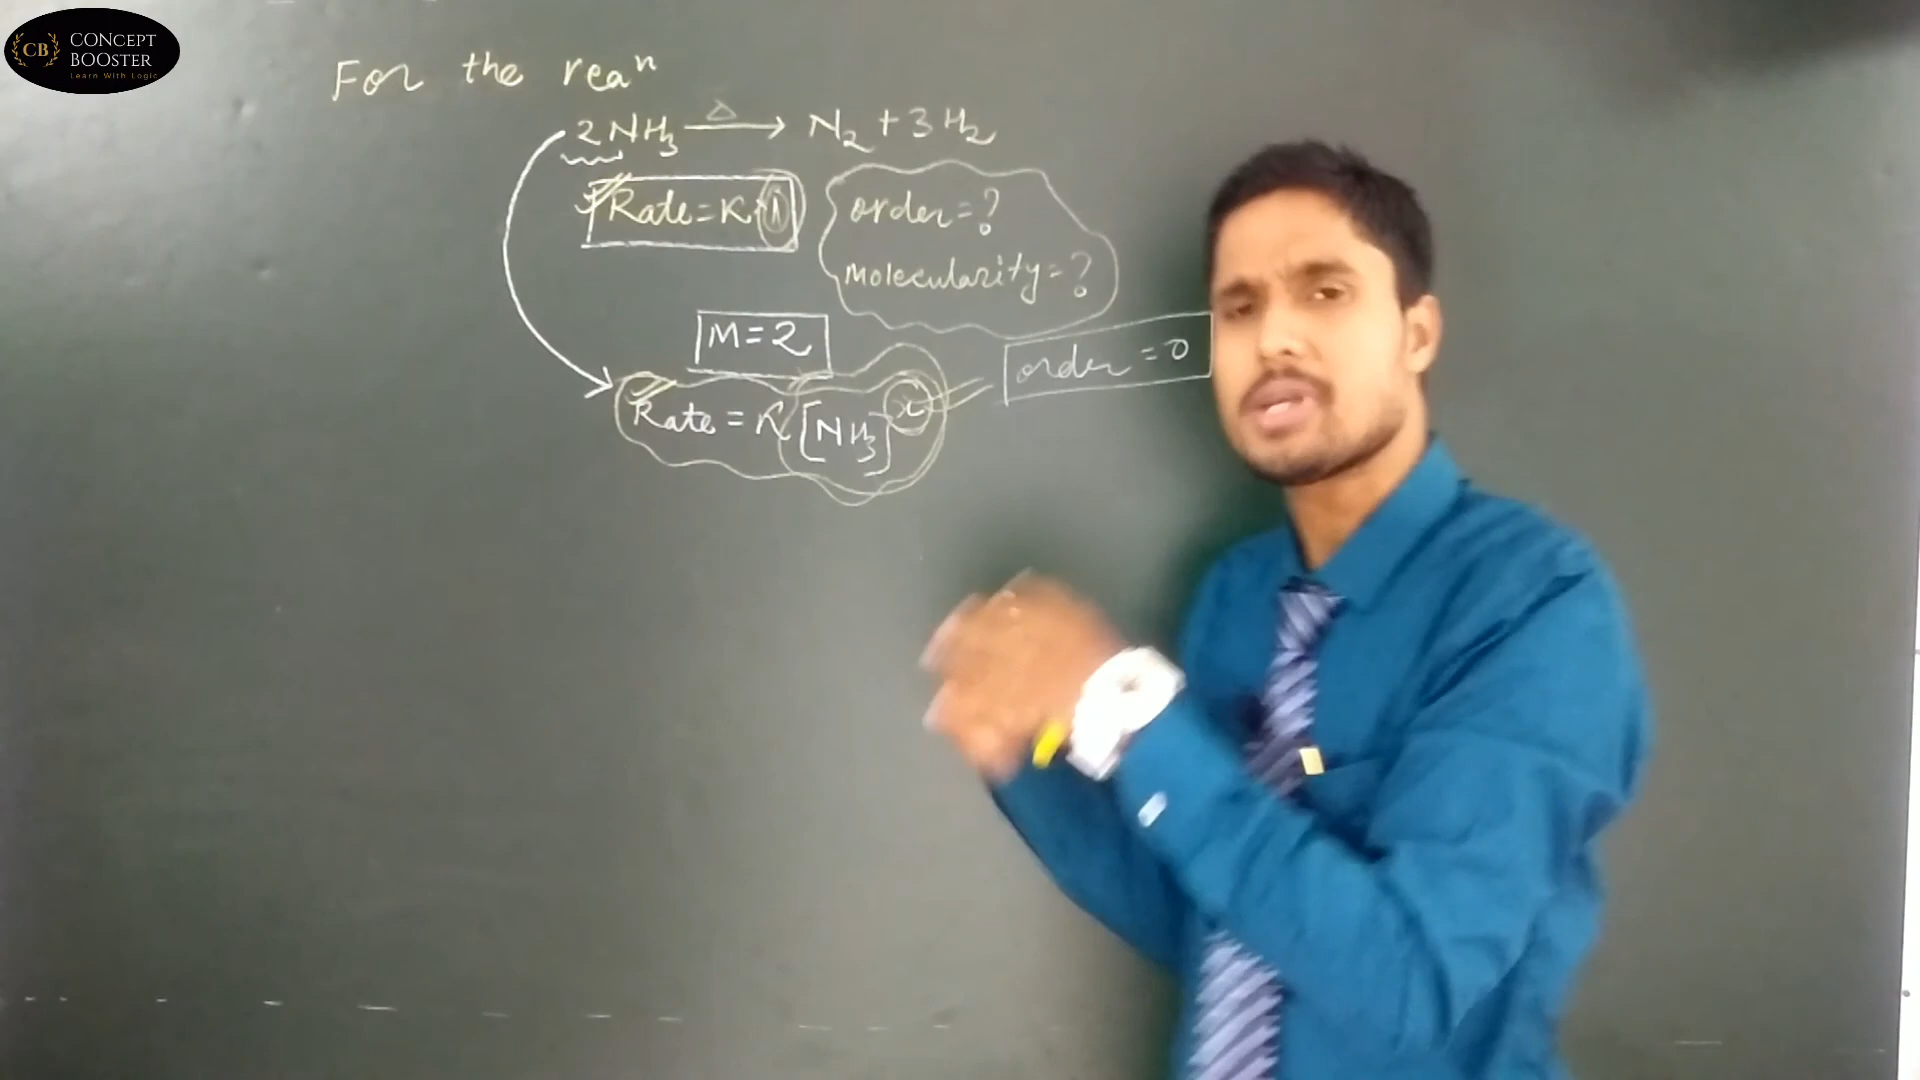 CB CONCEPT
BOOSTER
Learn With Logic
For the reaⁿ
2NH₃ —Δ→ N₂ + 3H₂
Rate = K
order = ?
Molecularity = ?
M = 2
order = 0
Rate = K [NH₃]ˣ